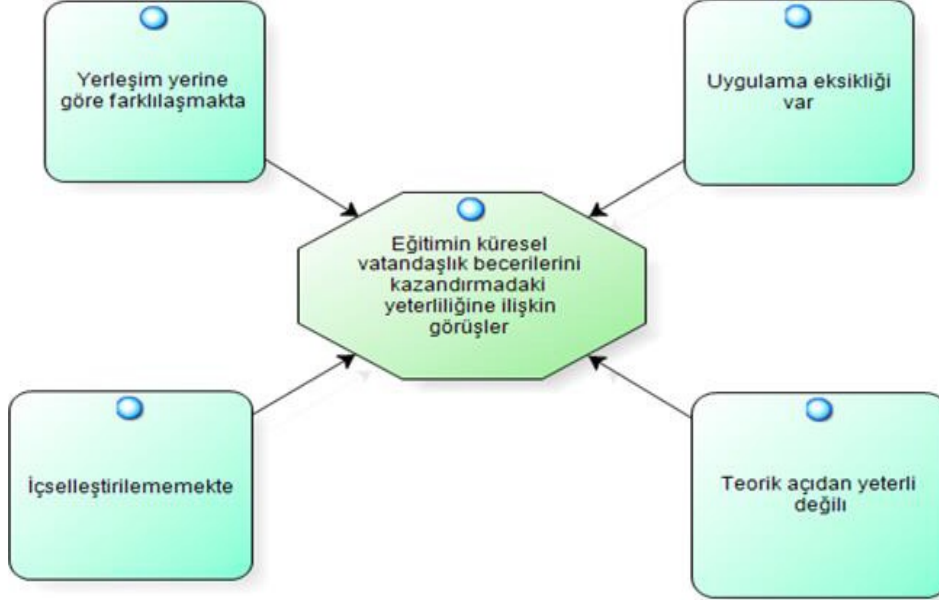 Yerleşim yerine
göre farklılaşmakta
Uygulama eksikliği
var
Eğitimin küresel
vatandaşlık becerilerini
kazandırmadaki
yeterliliğine ilişkin
görüşler
İçselleştirilememekte
Teorik açıdan yeterli
değilı